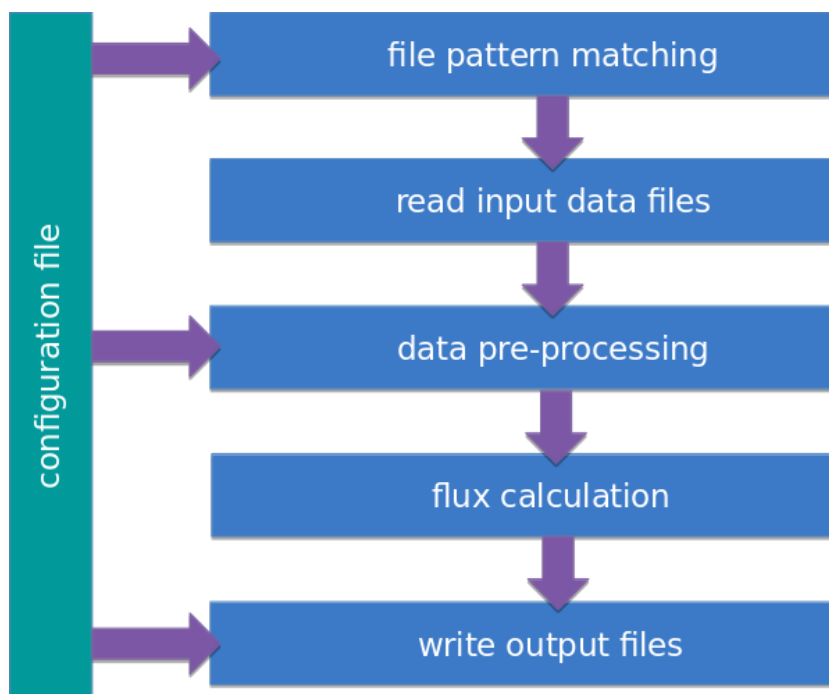 configuration file
file pattern matching
read input data files
data pre-processing
flux calculation
write output files